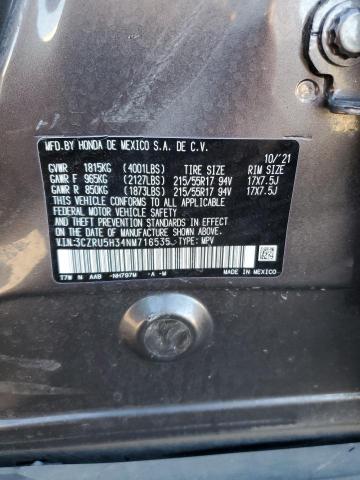 MFD.BY HONDA DE MEXICO S.A. DE C.V.
10/'21
GVWR 1815KG (4001LBS) TIRE SIZE RIM SIZE
GAWR F 965KG (2127LBS) 215/55R17 94V 17X7.5J
GAWR R 850KG (1873LBS) 215/55R17 94V 17X7.5J
THIS VEHICLE CONFORMS TO ALL APPLICABLE
FEDERAL MOTOR VEHICLE SAFETY AND THEFT
PREVENTION STANDARDS IN EFFECT ON THE DATE
OF MANUFACTURE SHOWN ABOVE.
V.I.N:3CZRU5H34NM716535 TYPE: MPV
T7W N AAB -NH797M -A -M
MADE IN MEXICO